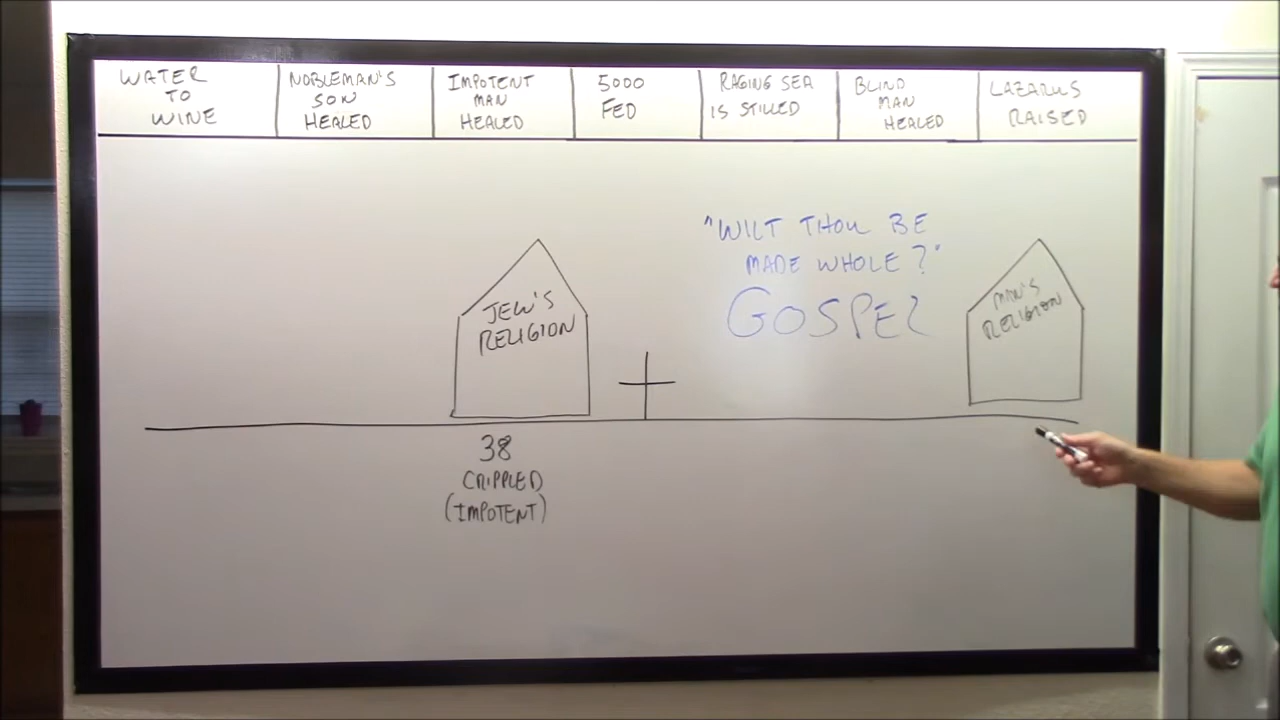 WATER
TO
WINE
NOBLEMAN'S
SON
HEALED
IMPOTENT
MAN
HEALED
5000
FED
RAGING SEA
IS STILLED
BLIND
MAN
HEALED
LAZARUS
RAISED
"WILT THOU BE
MADE WHOLE?"
GOSPEL
JEW'S
RELIGION
MAN'S
RELIGION
38
CRIPPLED
(IMPOTENT)